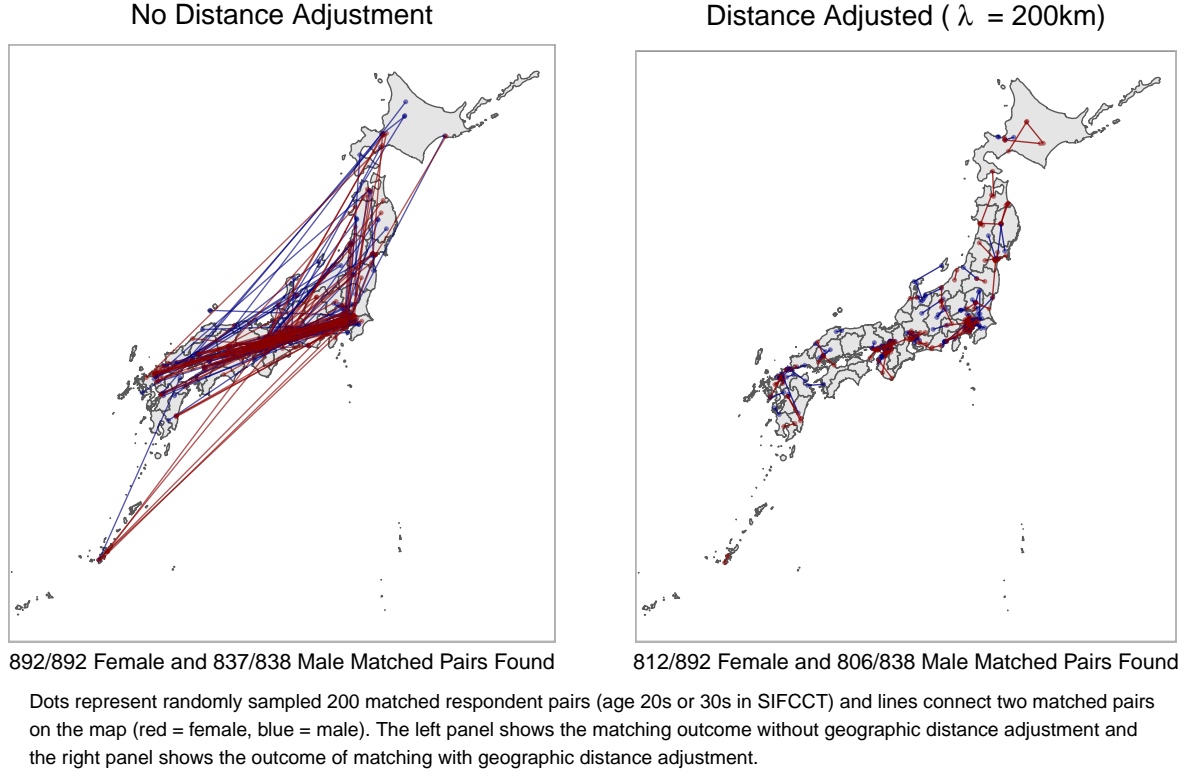 No Distance Adjustment
Distance Adjusted ( λ = 200km)
892/892 Female and 837/838 Male Matched Pairs Found
812/892 Female and 806/838 Male Matched Pairs Found
Dots represent randomly sampled 200 matched respondent pairs (age 20s or 30s in SIFCCT) and lines connect two matched pairs
on the map (red = female, blue = male). The left panel shows the matching outcome without geographic distance adjustment and
the right panel shows the outcome of matching with geographic distance adjustment.